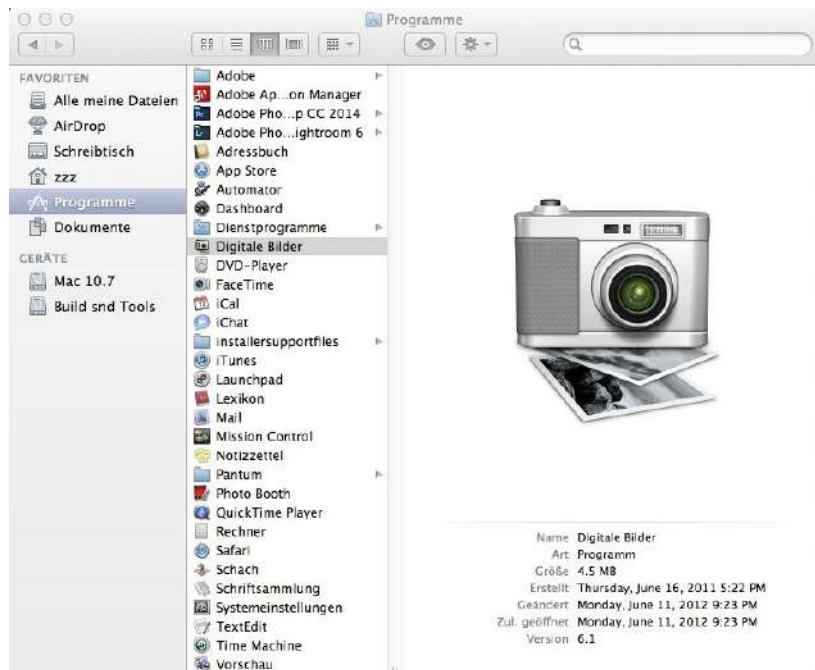 Programme
FAVORITEN
Alle meine Dateien
AirDrop
Schreibtisch
zzz
Programme
Dokumente
GERÄTE
Mac 10.7
Build snd Tools
Adobe
Adobe Ap...on Manager
Adobe Pho...p CC 2014
Adobe Pho...ightroom 6
Adressbuch
App Store
Automator
Dashboard
Dienstprogramme
Digitale Bilder
DVD-Player
FaceTime
iCal
iChat
installersupportfiles
iTunes
Launchpad
Lexikon
Mail
Mission Control
Notizzettel
Pantum
Photo Booth
QuickTime Player
Rechner
Safari
Schach
Schriftsammlung
Systemeinstellungen
TextEdit
Time Machine
Vorschau
Name Digitale Bilder
Art Programm
Größe 4.5 MB
Erstellt Thursday, June 16, 2011 5:22 PM
Geändert Monday, June 11, 2012 9:23 PM
Zul. geöffnet Monday, June 11, 2012 9:23 PM
Version 6.1